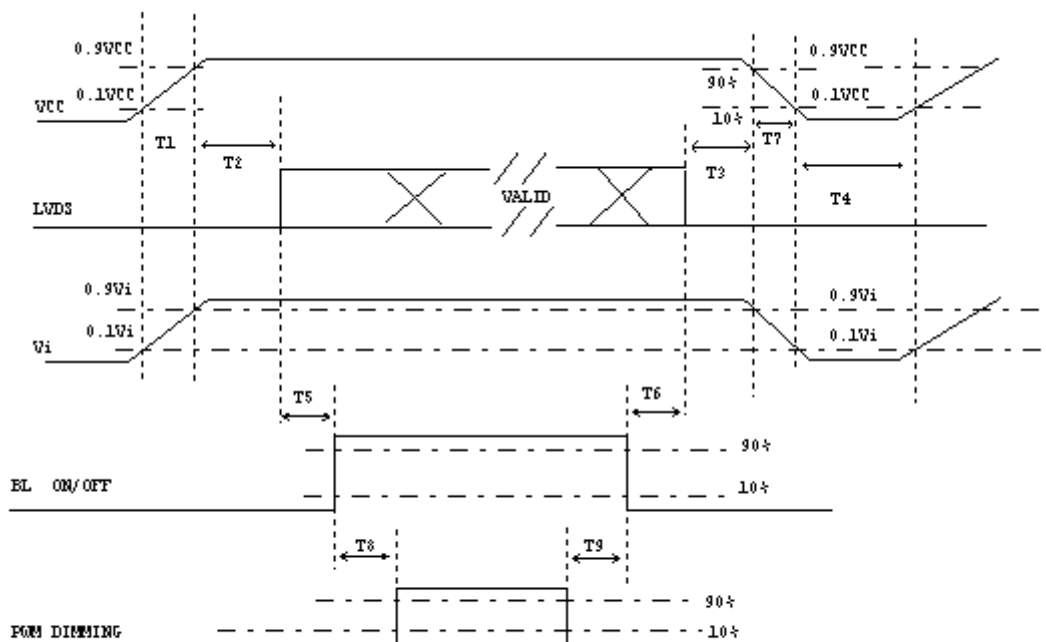 0.9VCC 0.9VCC
90%
0.1VCC 0.1VCC
VCC 10%
T1 T2 T3 T7 T4
VALID
LVDS
0.9Vi 0.9Vi
0.1Vi 0.1Vi
Vi
T5 T6
90%
BL ON/OFF 10%
T8 T9
90%
PWM DIMMING 10%